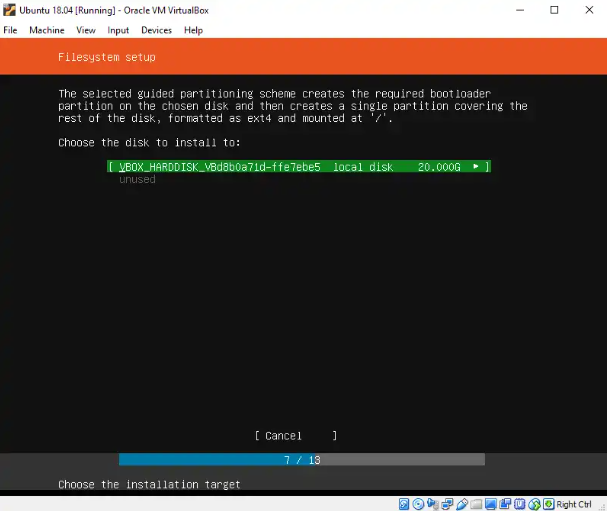 Ubuntu 18.04 [Running] - Oracle VM VirtualBox
File Machine View Input Devices Help
Filesystem setup
The selected guided partitioning scheme creates the required bootloader
partition on the chosen disk and then creates a single partition covering the
rest of the disk, formatted as ext4 and mounted at '/'.
Choose the disk to install to:
[ VBOX_HARDDISK_VBd8b0a71d-ffe7ebe5 local disk 20.000G ▸ ]
unused
[ Cancel ]
7 / 13
Choose the installation target
Right Ctrl